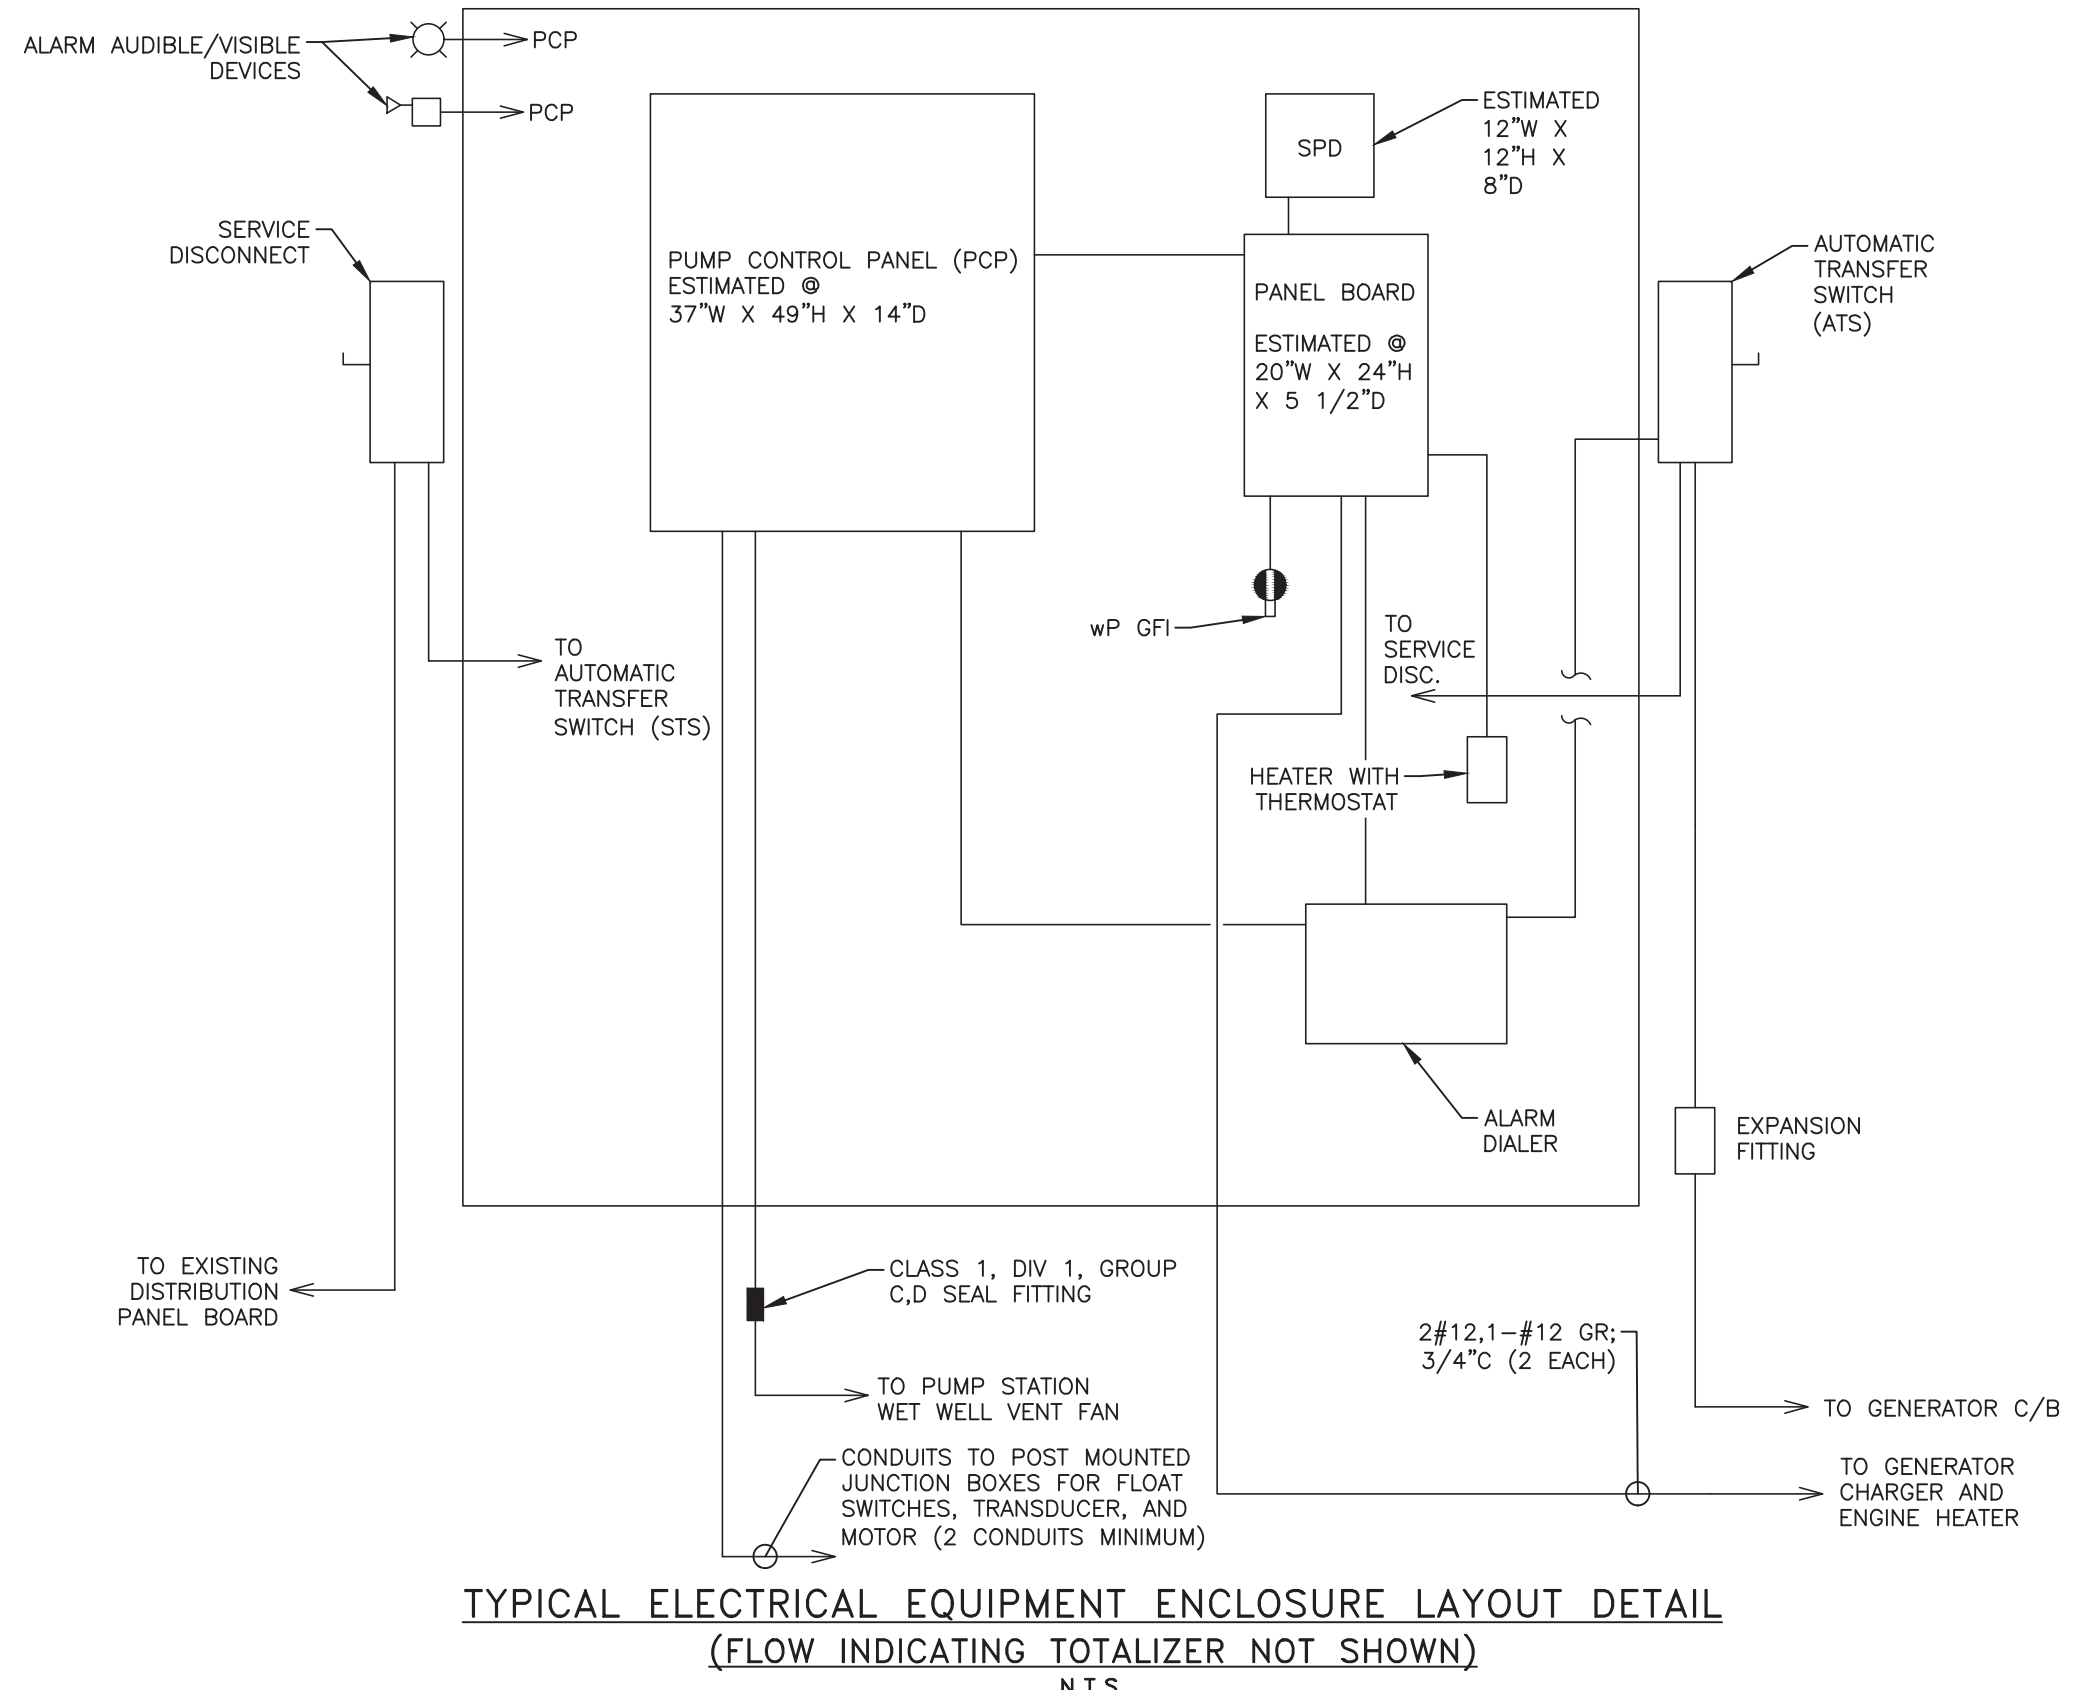 ALARM AUDIBLE/VISIBLE
DEVICES
PCP
PCP
SERVICE
DISCONNECT
PUMP CONTROL PANEL (PCP)
ESTIMATED @
37"W X 49"H X 14"D
SPD
ESTIMATED
12"W X
12"H X
8"D
PANEL BOARD
ESTIMATED @
20"W X 24"H
X 5 1/2"D
AUTOMATIC
TRANSFER
SWITCH
(ATS)
wP GFI
TO
SERVICE
DISC.
TO
AUTOMATIC
TRANSFER
SWITCH (STS)
HEATER WITH
THERMOSTAT
ALARM
DIALER
EXPANSION
FITTING
TO EXISTING
DISTRIBUTION
PANEL BOARD
CLASS 1, DIV 1, GROUP
C,D SEAL FITTING
2#12,1-#12 GR;
3/4"C (2 EACH)
TO PUMP STATION
WET WELL VENT FAN
TO GENERATOR C/B
CONDUITS TO POST MOUNTED
JUNCTION BOXES FOR FLOAT
SWITCHES, TRANSDUCER, AND
MOTOR (2 CONDUITS MINIMUM)
TO GENERATOR
CHARGER AND
ENGINE HEATER
TYPICAL ELECTRICAL EQUIPMENT ENCLOSURE LAYOUT DETAIL
(FLOW INDICATING TOTALIZER NOT SHOWN)
N.T.S.